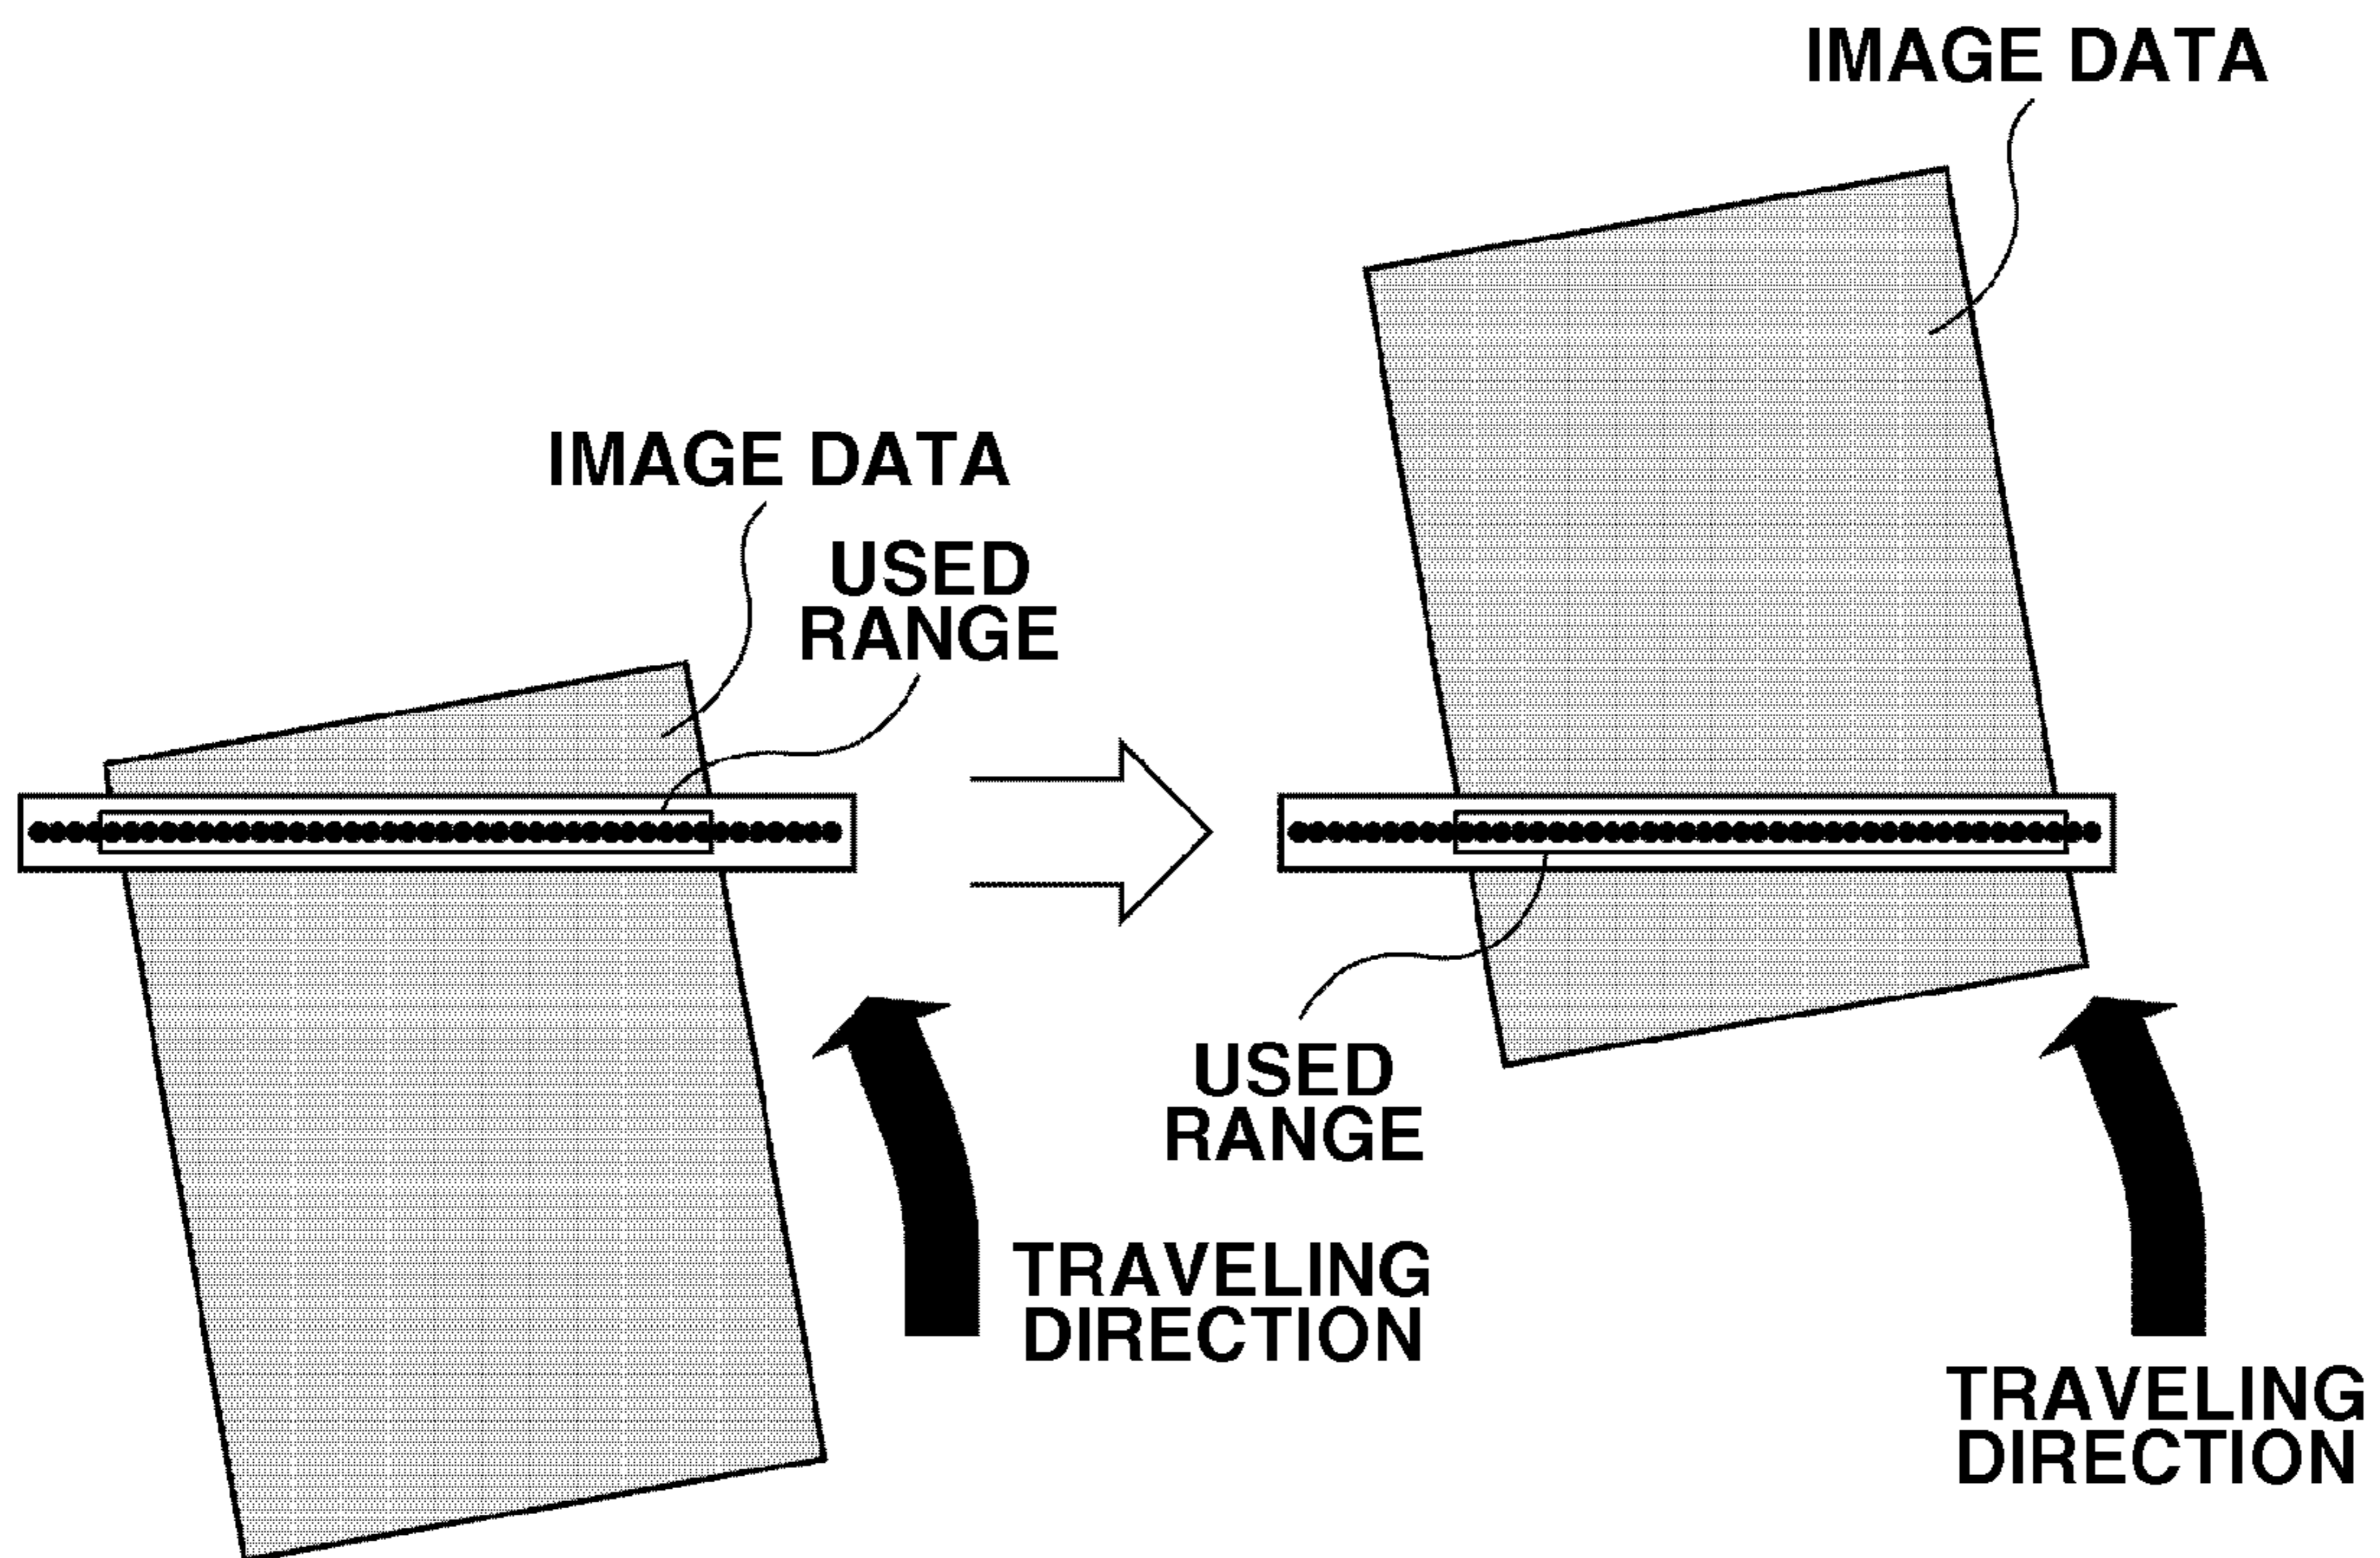 IMAGE DATA
IMAGE DATA
USED
RANGE
USED
RANGE
TRAVELING
DIRECTION
TRAVELING
DIRECTION